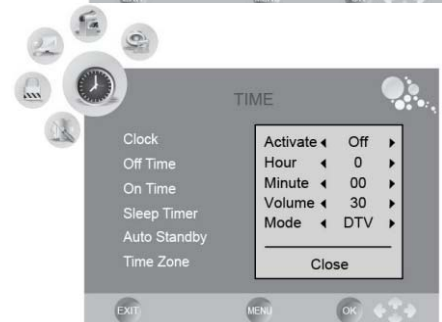 TIME
Clock
Off Time
On Time
Sleep Timer
Auto Standby
Time Zone
Activate Off
Hour 0
Minute 00
Volume 30
Mode DTV
Close
EXIT MENU OK